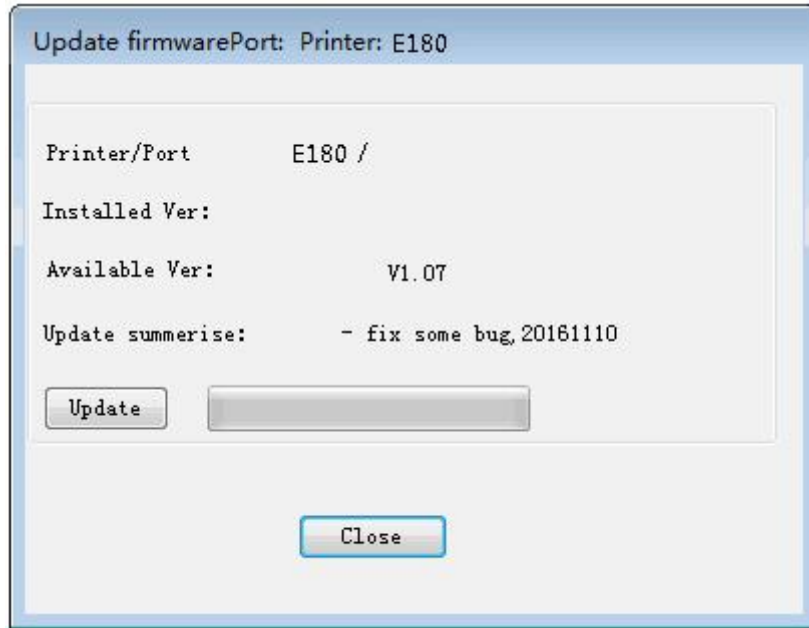 Update firmwarePort: Printer: E180
Printer/Port E180 /
Installed Ver:
Available Ver: V1.07
Update summerise: - fix some bug,20161110
Update
Close